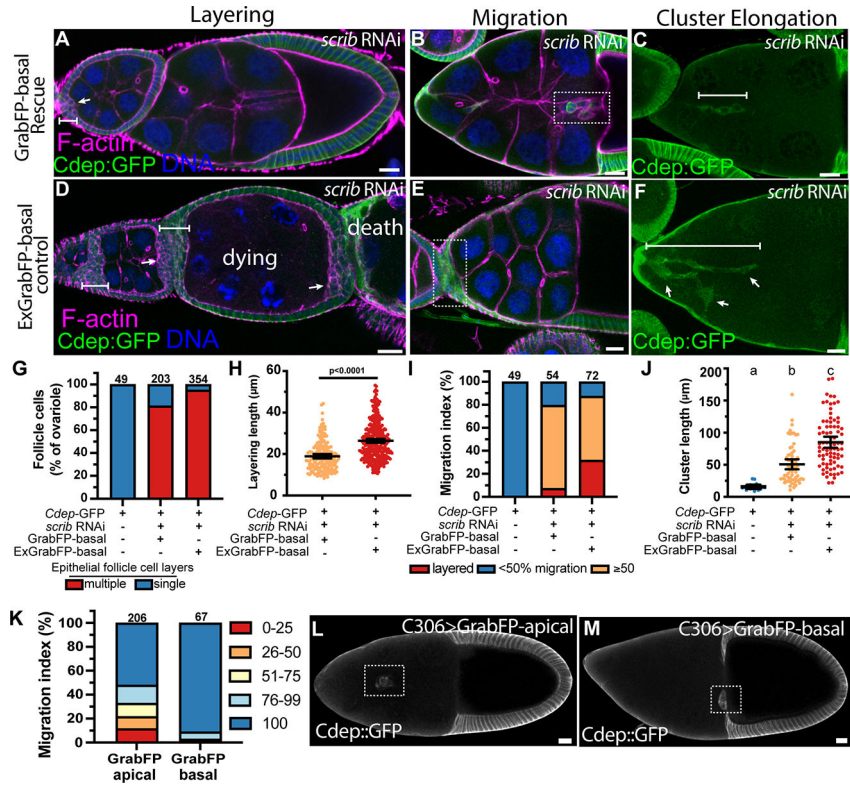 Layering
Migration
Cluster Elongation
GrabFP-basal
Rescue
A
scrib RNAi
F-actin
Cdep:GFP DNA
B
scrib RNAi
C
scrib RNAi
Cdep:GFP
ExGrabFP-basal
control
D
scrib RNAi
dying
death
F-actin
Cdep:GFP DNA
E
scrib RNAi
F
scrib RNAi
Cdep:GFP
G
49 203 354
Follicle cells
(% of ovariole)
100
80
60
40
20
0
Cdep-GFP + + +
scrib RNAi - + +
GrabFP-basal - + -
ExGrabFP-basal - - +
Epithelial follicle cell layers
multiple single
H
p<0.0001
Layering length (μm)
60
40
20
0
Cdep-GFP + +
scrib RNAi + +
GrabFP-basal + -
ExGrabFP-basal - +
I
49 54 72
Migration index (%)
100
80
60
40
20
0
Cdep-GFP + + +
scrib RNAi - + +
GrabFP-basal - + -
ExGrabFP-basal - - +
layered <50% migration ≥50
J
a b c
Cluster length (μm)
200
150
100
50
0
Cdep-GFP + + +
scrib RNAi - + +
GrabFP-basal - + -
ExGrabFP-basal - - +
K
206 67
Migration index (%)
100
80
60
40
20
0
GrabFP
apical
GrabFP
basal
0-25
26-50
51-75
76-99
100
L
C306>GrabFP-apical
Cdep::GFP
M
C306>GrabFP-basal
Cdep::GFP